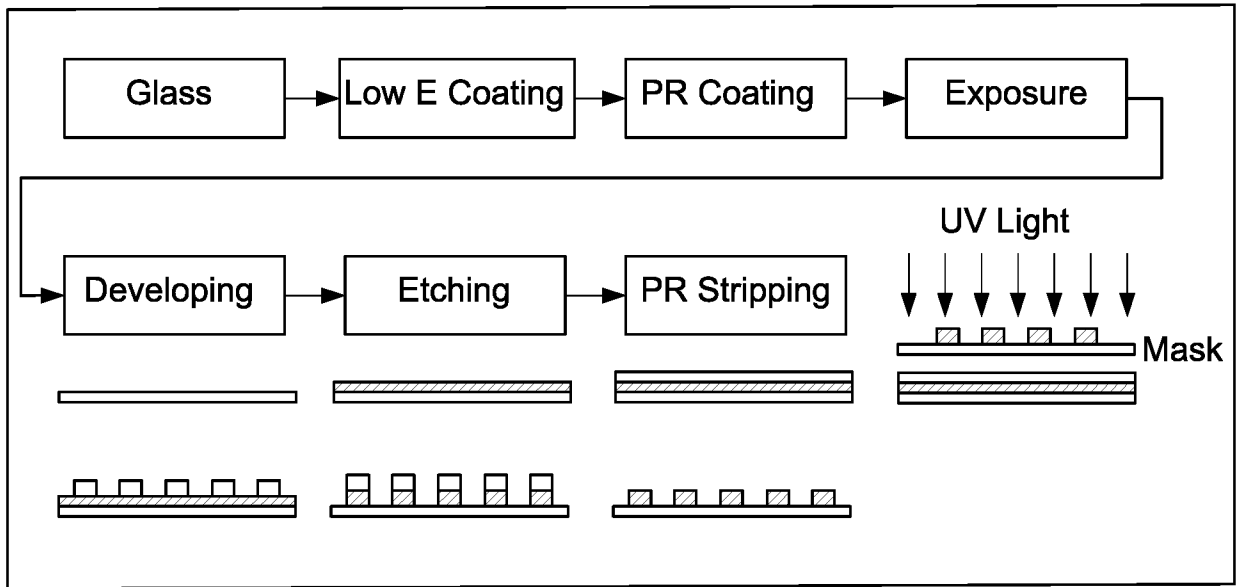 Glass
Low E Coating
PR Coating
Exposure
Developing
Etching
PR Stripping
UV Light
Mask